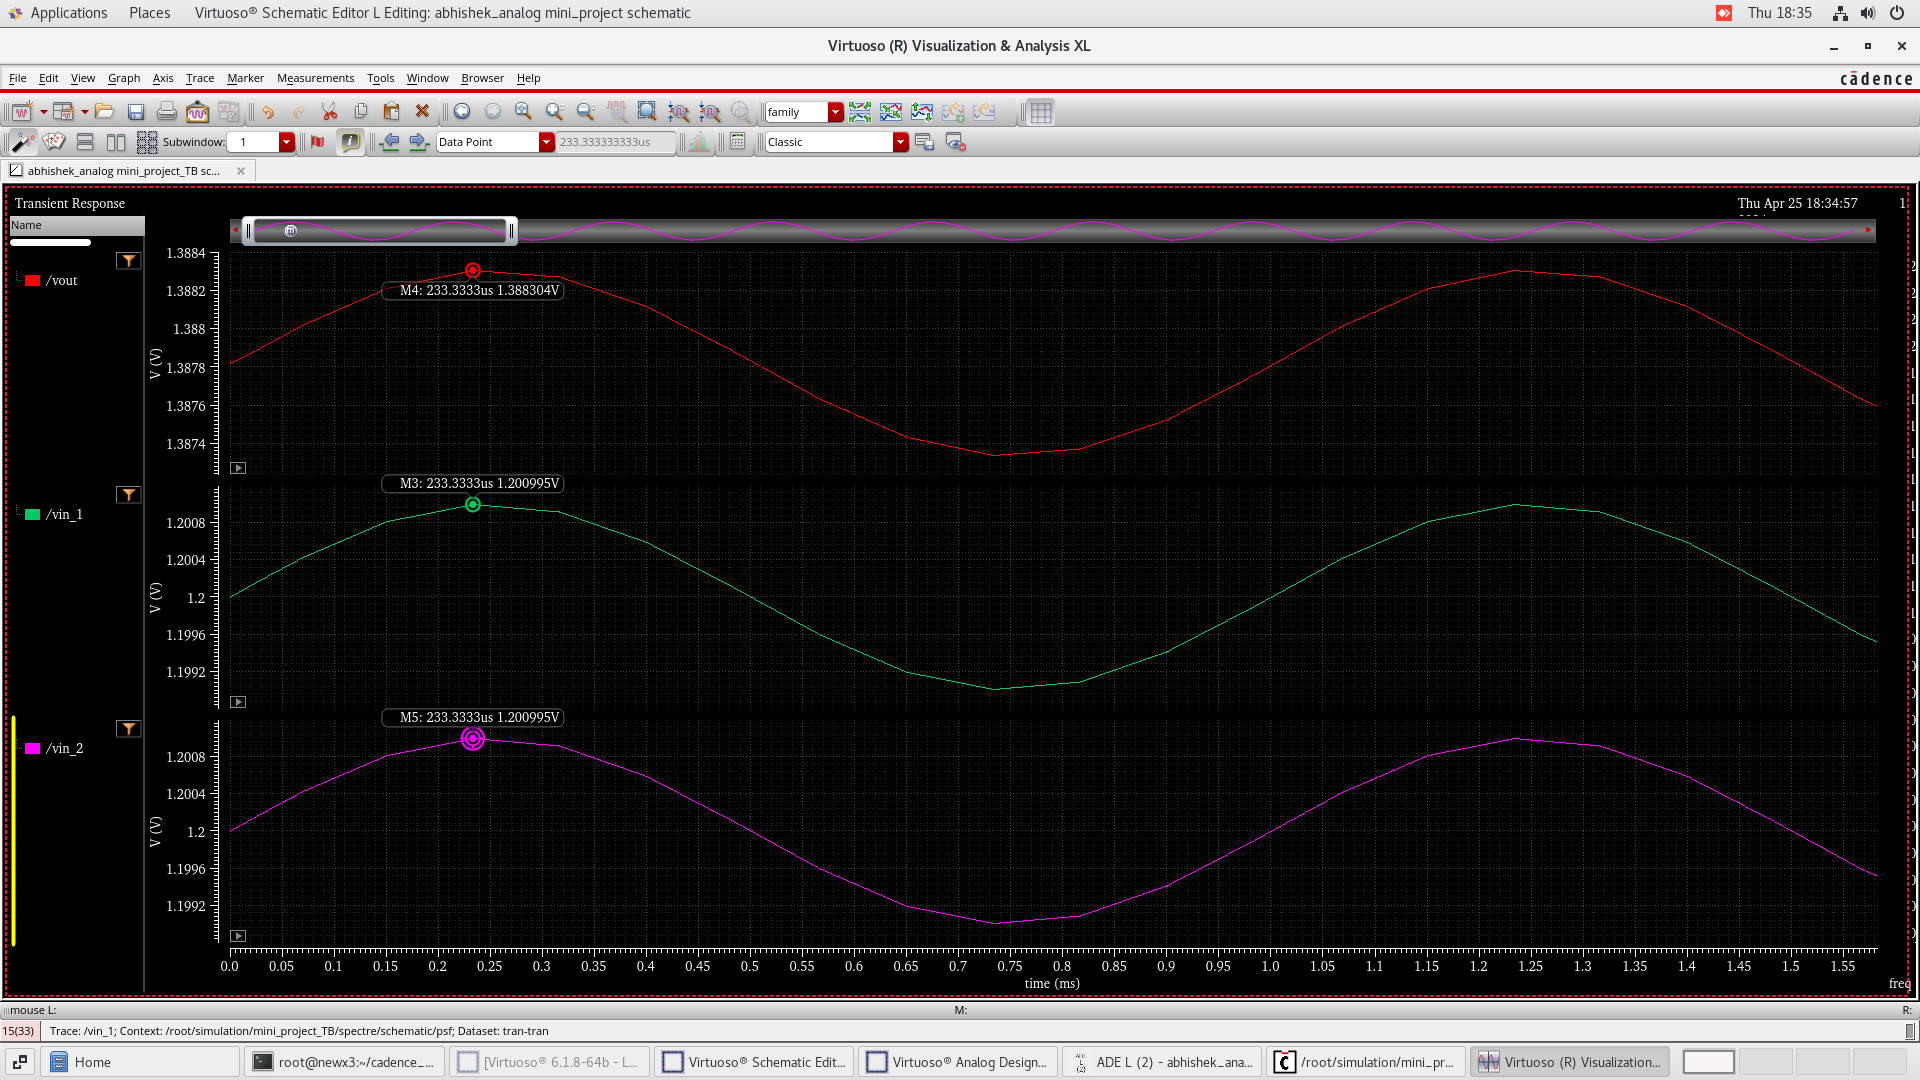 Applications Places Virtuoso® Schematic Editor L Editing: abhishek_analog mini_project schematic Thu 18:35
Virtuoso (R) Visualization & Analysis XL
File Edit View Graph Axis Trace Marker Measurements Tools Window Browser Help cādence
family
Subwindow: 1 Data Point 233.333333333us Classic
abhishek_analog mini_project_TB sc...
Transient Response Thu Apr 25 18:34:57 1
Name
/vout
1.3884
1.3882
1.388
1.3878
1.3876
1.3874
V (V)
M4: 233.3333us 1.388304V
/vin_1
M3: 233.3333us 1.200995V
1.2008
1.2004
1.2
1.1996
1.1992
V (V)
/vin_2
M5: 233.3333us 1.200995V
1.2008
1.2004
1.2
1.1996
1.1992
V (V)
0.0 0.05 0.1 0.15 0.2 0.25 0.3 0.35 0.4 0.45 0.5 0.55 0.6 0.65 0.7 0.75 0.8 0.85 0.9 0.95 1.0 1.05 1.1 1.15 1.2 1.25 1.3 1.35 1.4 1.45 1.5 1.55
time (ms) freq
mouse L: M: R:
15(33) Trace: /vin_1; Context: /root/simulation/mini_project_TB/spectre/schematic/psf; Dataset: tran-tran
Home root@newx3:~/cadence_... [Virtuoso® 6.1.8-64b - L... Virtuoso® Schematic Edit... Virtuoso® Analog Design... ADE L (2) - abhishek_ana... /root/simulation/mini_pr... Virtuoso (R) Visualization...